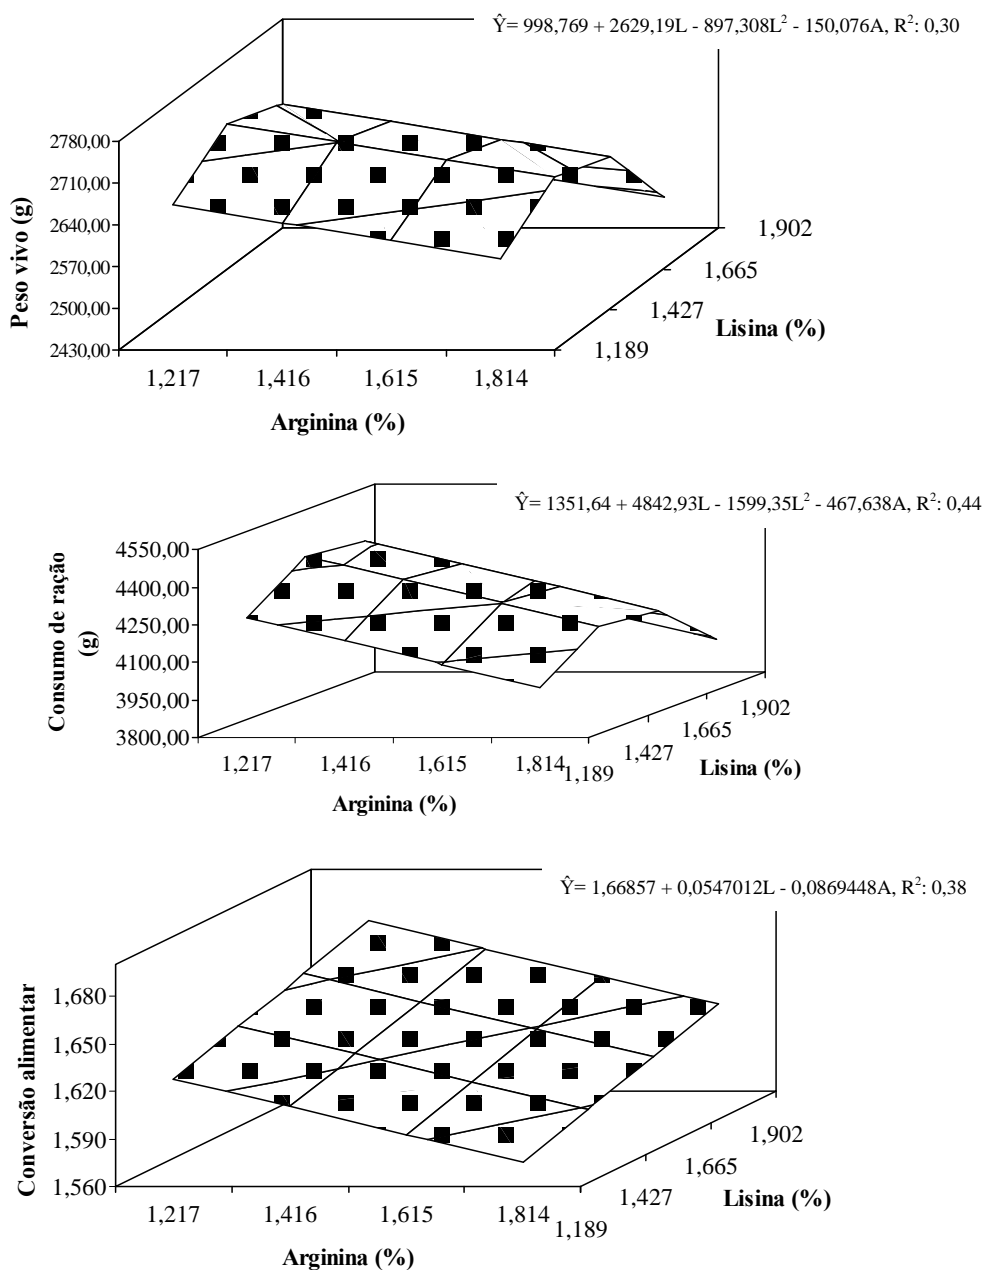 Ŷ= 998,769 + 2629,19L - 897,308L² - 150,076A, R²: 0,30
2780,00
2710,00
2640,00
2570,00
2500,00
2430,00
Peso vivo (g)
1,902
1,665
1,427
1,189
Lisina (%)
1,217 1,416 1,615 1,814
Arginina (%)
Ŷ= 1351,64 + 4842,93L - 1599,35L² - 467,638A, R²: 0,44
4550,00
4400,00
4250,00
4100,00
3950,00
3800,00
Consumo de ração
(g)
1,902
1,665
1,427
1,189
Lisina (%)
1,217 1,416 1,615 1,814
Arginina (%)
Ŷ= 1,66857 + 0,0547012L - 0,0869448A, R²: 0,38
1,680
1,650
1,620
1,590
1,560
Conversão alimentar
1,902
1,665
1,427
1,189
Lisina (%)
1,217 1,416 1,615 1,814
Arginina (%)